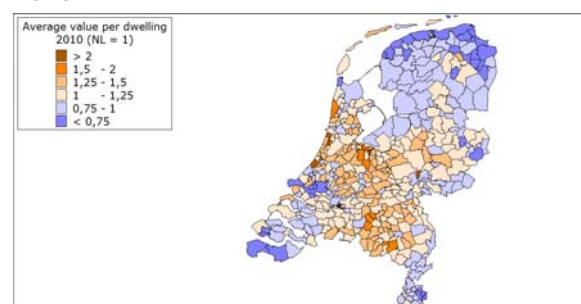 Average value per dwelling
2010 (NL = 1)
> 2
1,5 - 2
1,25 - 1,5
1 - 1,25
0,75 - 1
< 0,75